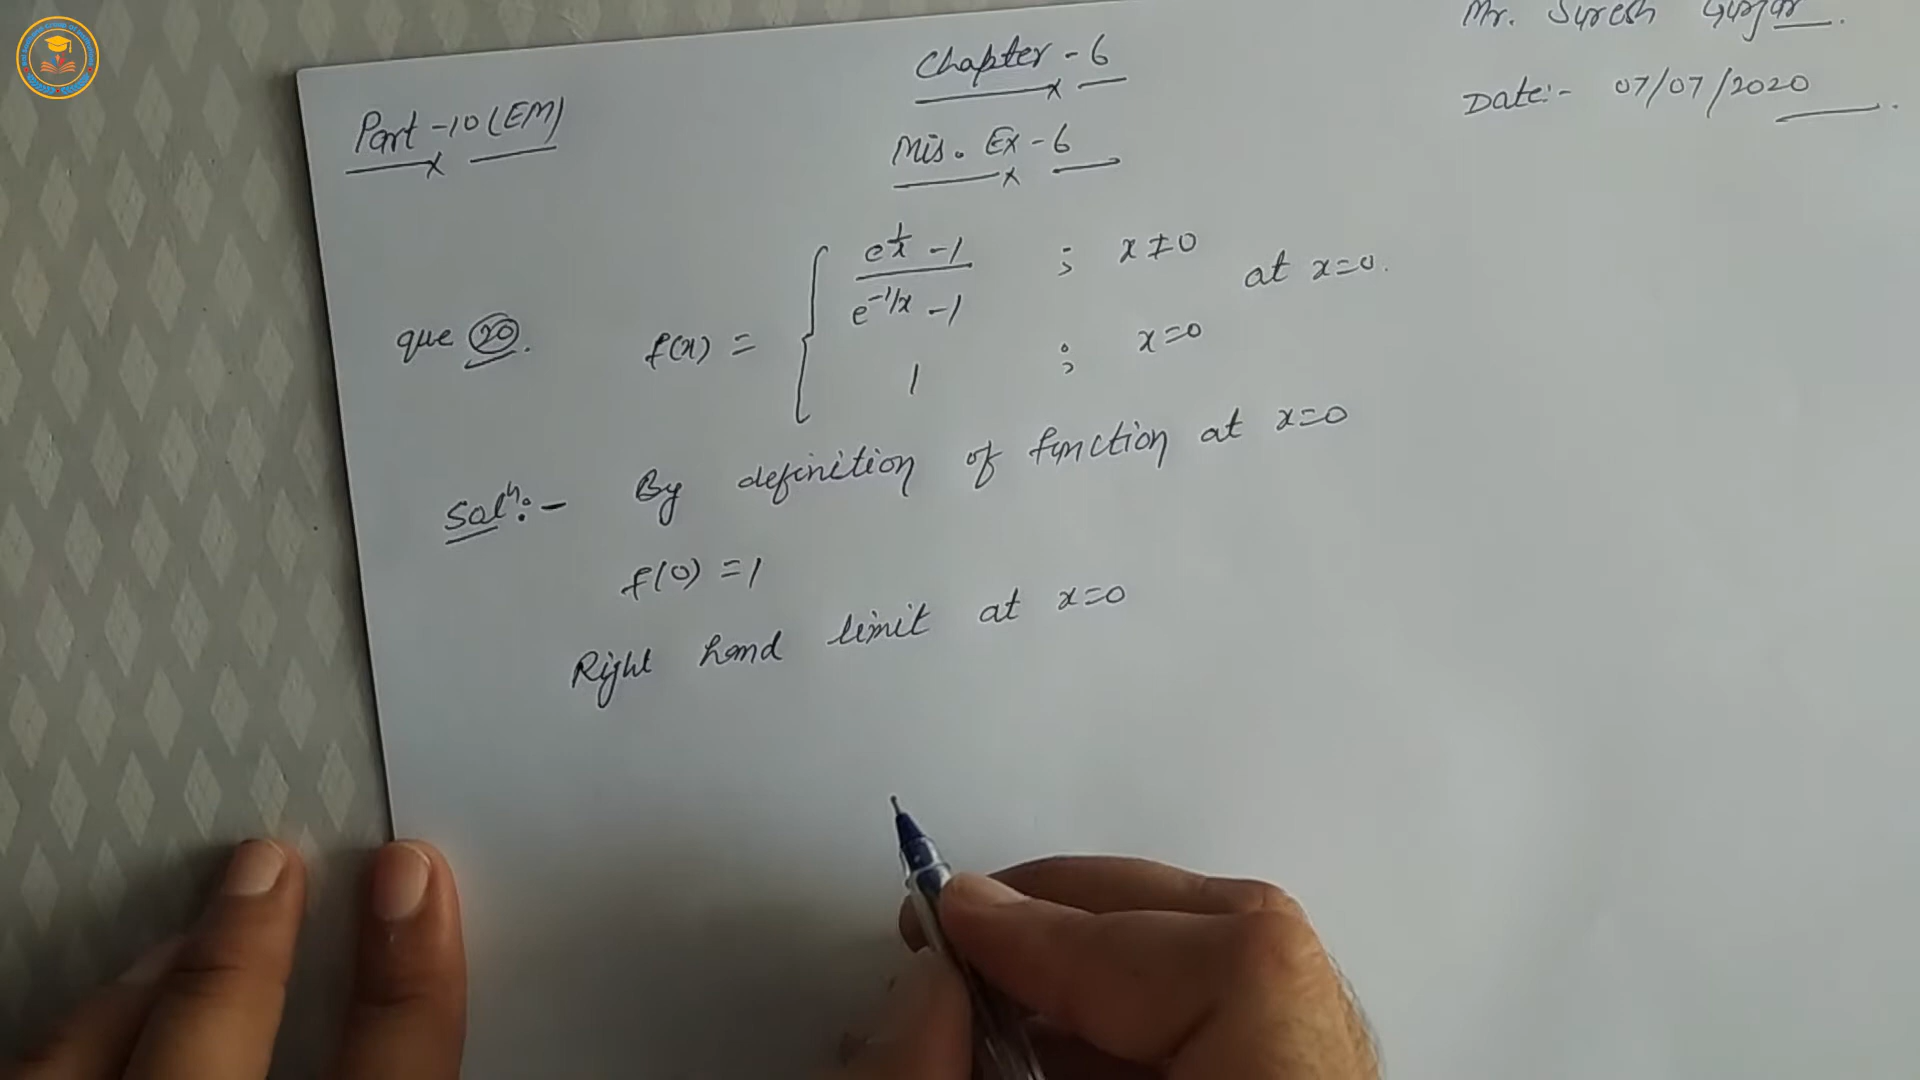 Mr. Suresh Gurjar
Date:- 07/07/2020
Chapter-6
Part-10(EM)
Mis. Ex-6
que 20. f(x) = { (e^{1/x} - 1)/(e^{-1/x} - 1) ; x≠0
1 ; x=0 at x=0.
Solⁿ:- By definition of function at x=0
f(0)=1
Right hand limit at x=0